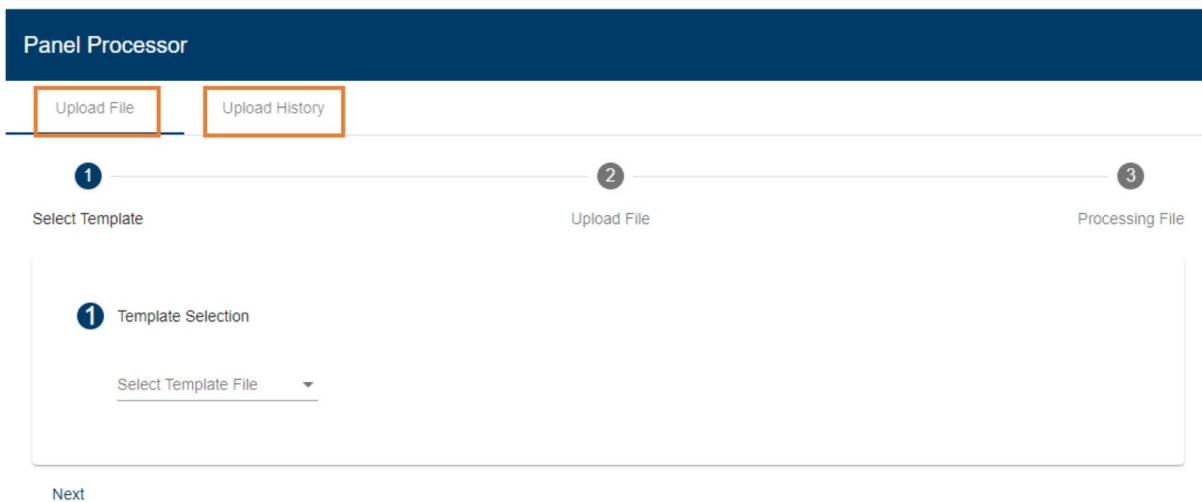 Panel Processor
Upload File Upload History
1 2 3
Select Template Upload File Processing File
1 Template Selection
Select Template File
Next